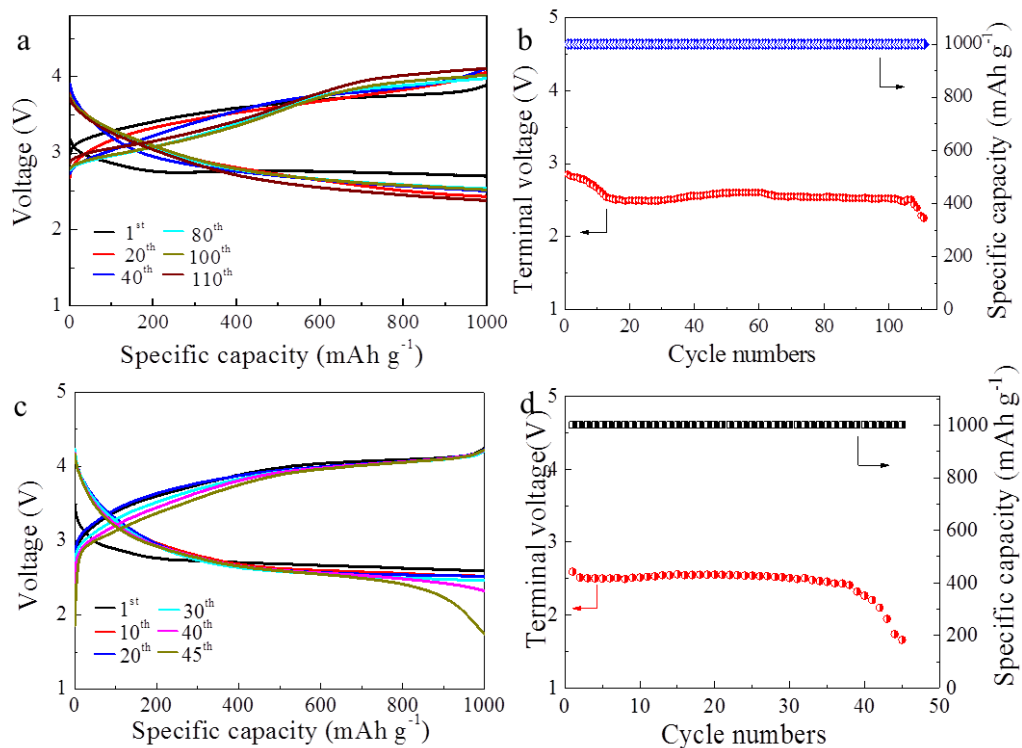 a
Voltage (V)
4
3
2
1
0 200 400 600 800 1000
Specific capacity (mAh g⁻¹)
1ˢᵗ 80ᵗʰ
20ᵗʰ 100ᵗʰ
40ᵗʰ 110ᵗʰ
b
Terminal voltage (V)
5
4
3
2
1
0 20 40 60 80 100
Cycle numbers
1000
800
600
400
200
0
Specific capacity (mAh g⁻¹)
c
Voltage (V)
5
4
3
2
1
0 200 400 600 800 1000
Specific capacity (mAh g⁻¹)
1ˢᵗ 30ᵗʰ
10ᵗʰ 40ᵗʰ
20ᵗʰ 45ᵗʰ
d
Terminal voltage(V)
5
4
3
2
1
0 10 20 30 40 50
Cycle numbers
1000
800
600
400
200
0
Specific capacity (mAh g⁻¹)